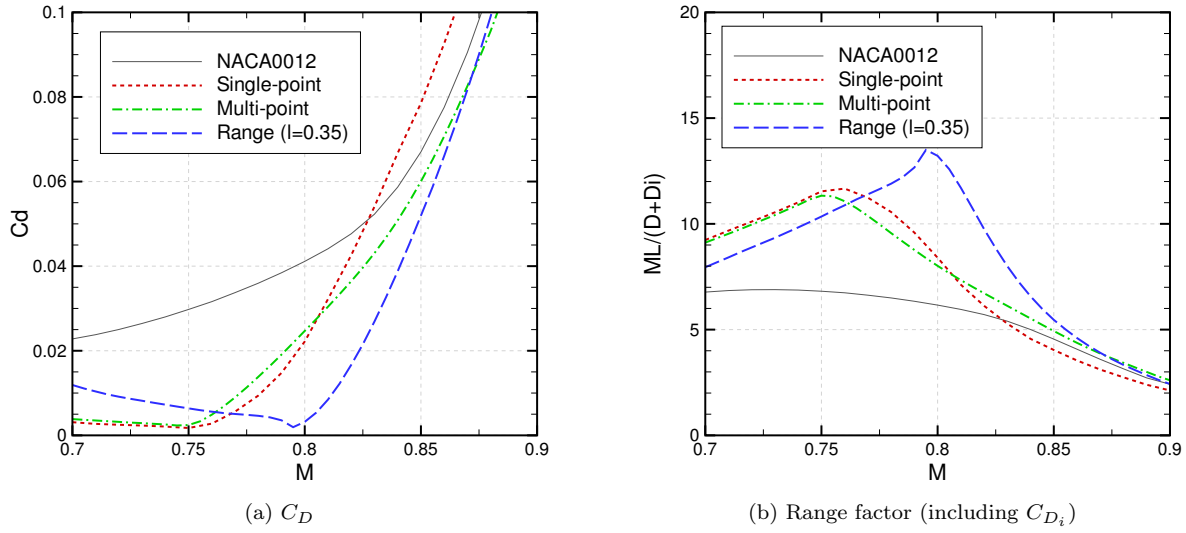 Cd
0.1
0.08
0.06
0.04
0.02
0
NACA0012
Single-point
Multi-point
Range (l=0.35)
0.7
0.75
0.8
0.85
0.9
M
(a) C_D
ML/(D+Di)
20
15
10
5
0
NACA0012
Single-point
Multi-point
Range (l=0.35)
0.7
0.75
0.8
0.85
0.9
M
(b) Range factor (including C_{D_i})